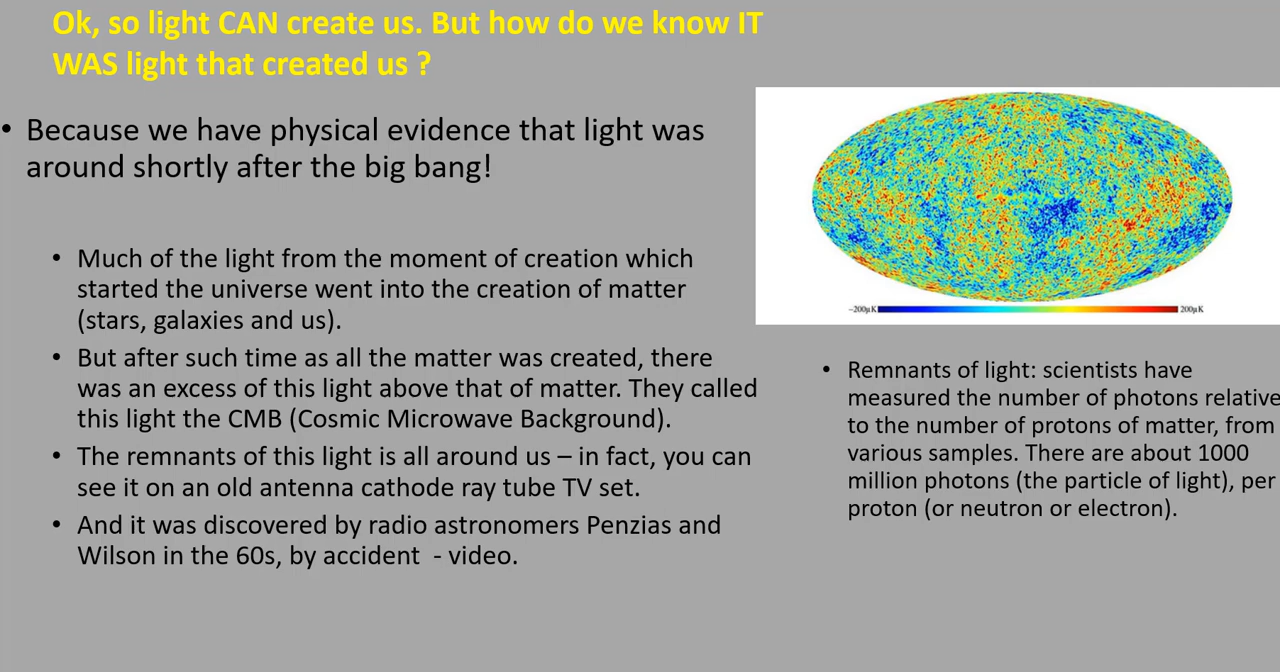 Ok, so light CAN create us. But how do we know IT
WAS light that created us ?
• Because we have physical evidence that light was
around shortly after the big bang!
• Much of the light from the moment of creation which
started the universe went into the creation of matter
(stars, galaxies and us).
• But after such time as all the matter was created, there
was an excess of this light above that of matter. They called
this light the CMB (Cosmic Microwave Background).
• The remnants of this light is all around us – in fact, you can
see it on an old antenna cathode ray tube TV set.
• And it was discovered by radio astronomers Penzias and
Wilson in the 60s, by accident  - video.
-200μK 200μK
• Remnants of light: scientists have
measured the number of photons relative
to the number of protons of matter, from
various samples. There are about 1000
million photons (the particle of light), per
proton (or neutron or electron).